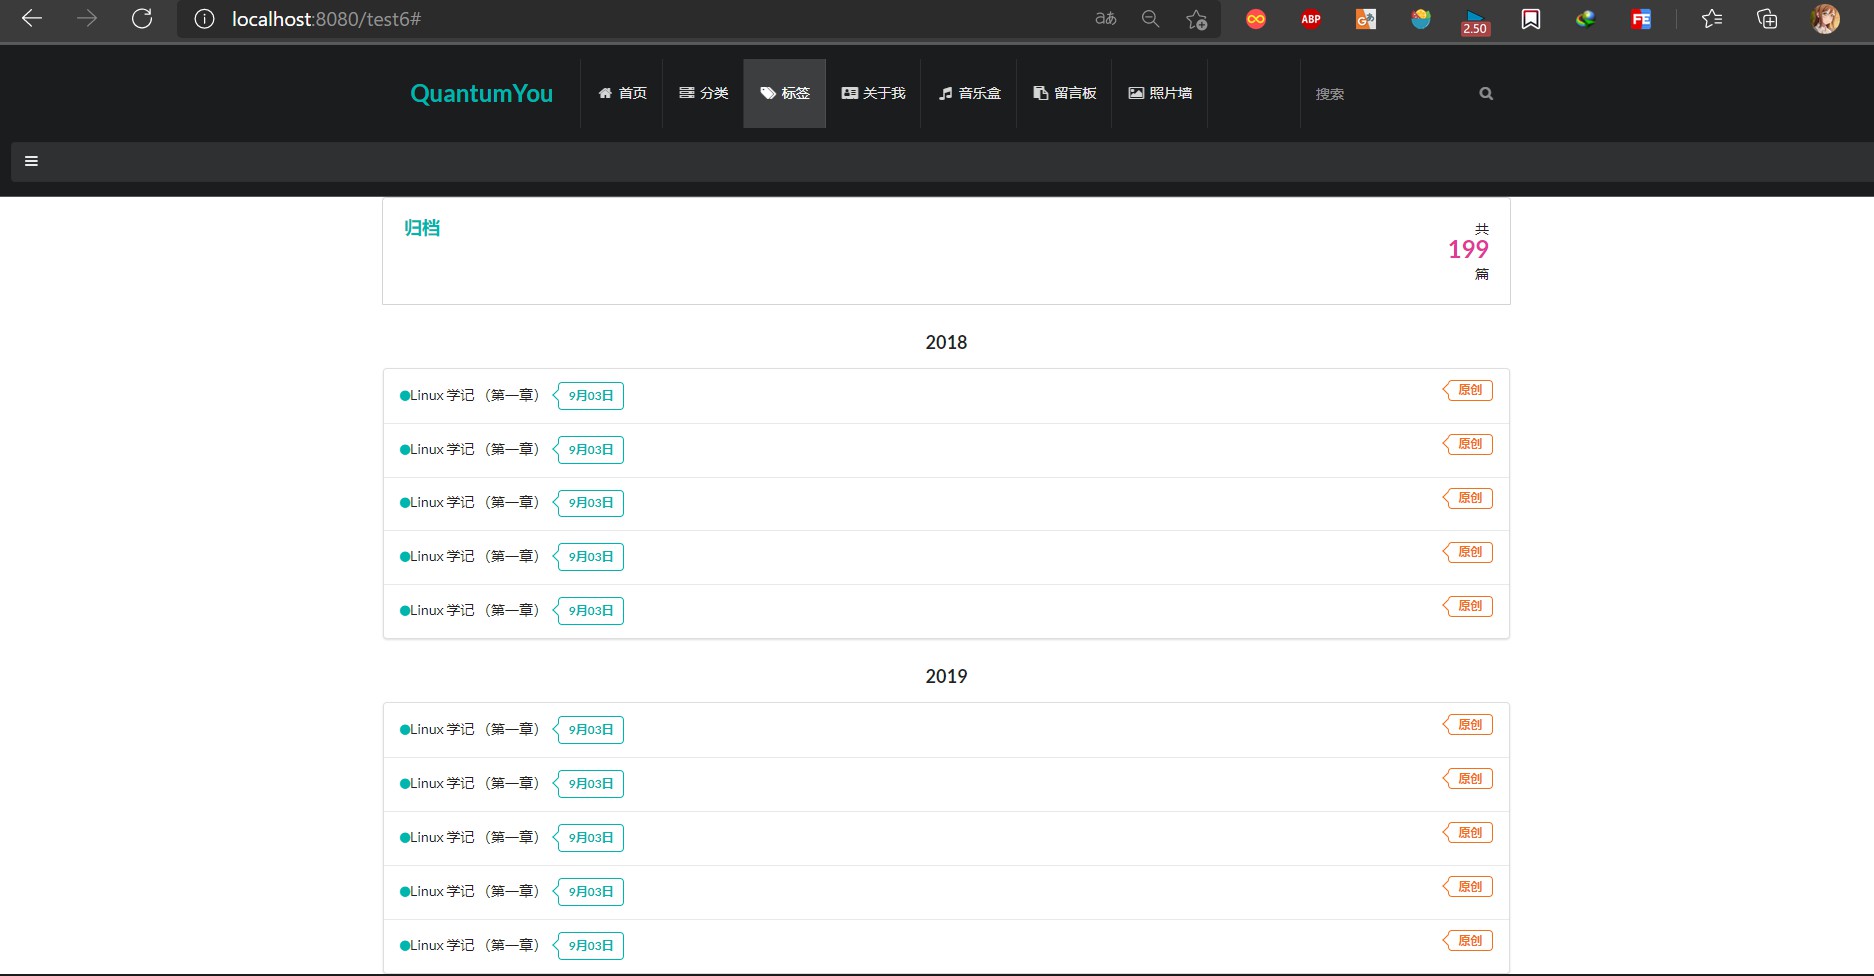 localhost:8080/test6#
aあ
ABP
2.50
FE
QuantumYou 首页 分类 标签 关于我 音乐盒 留言板 照片墙 搜索
归档
共
199
篇
2018
Linux 学记 （第一章） 9月03日 原创
Linux 学记 （第一章） 9月03日 原创
Linux 学记 （第一章） 9月03日 原创
Linux 学记 （第一章） 9月03日 原创
Linux 学记 （第一章） 9月03日 原创
2019
Linux 学记 （第一章） 9月03日 原创
Linux 学记 （第一章） 9月03日 原创
Linux 学记 （第一章） 9月03日 原创
Linux 学记 （第一章） 9月03日 原创
Linux 学记 （第一章） 9月03日 原创